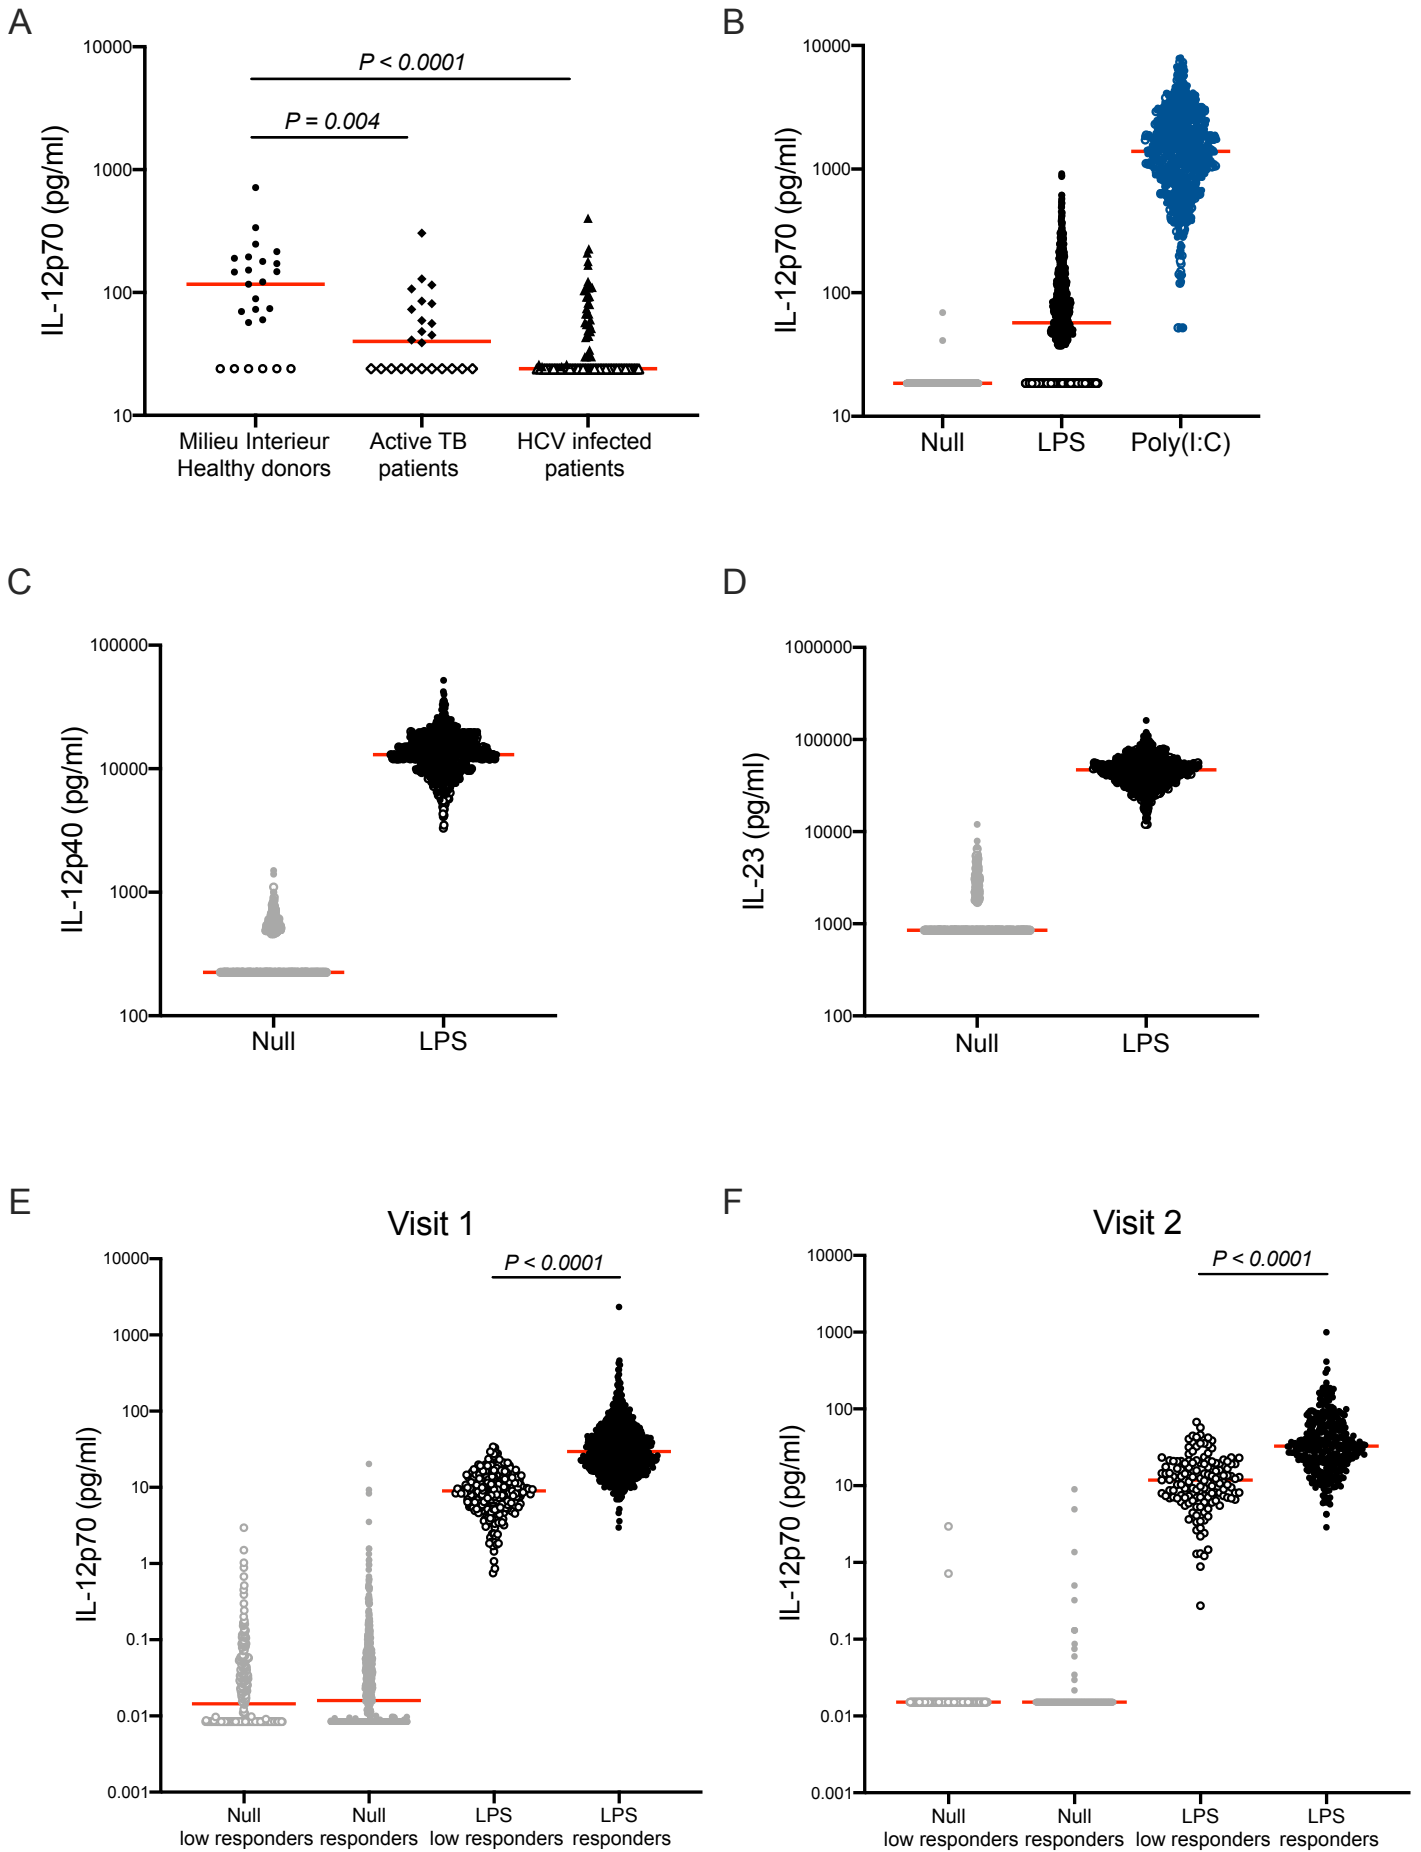 A
10000
1000
100
10
IL-12p70 (pg/ml)
P < 0.0001
P = 0.004
Milieu Interieur
Healthy donors
Active TB
patients
HCV infected
patients
B
10000
1000
100
10
IL-12p70 (pg/ml)
Null
LPS
Poly(I:C)
C
100000
10000
1000
100
IL-12p40 (pg/ml)
Null
LPS
D
1000000
100000
10000
1000
100
IL-23 (pg/ml)
Null
LPS
E
Visit 1
10000
1000
100
10
1
0.1
0.01
0.001
IL-12p70 (pg/ml)
P < 0.0001
Null
low responders
Null
responders
LPS
low responders
LPS
responders
F
Visit 2
10000
1000
100
10
1
0.1
0.01
0.001
IL-12p70 (pg/ml)
P < 0.0001
Null
low responders
Null
responders
LPS
low responders
LPS
responders